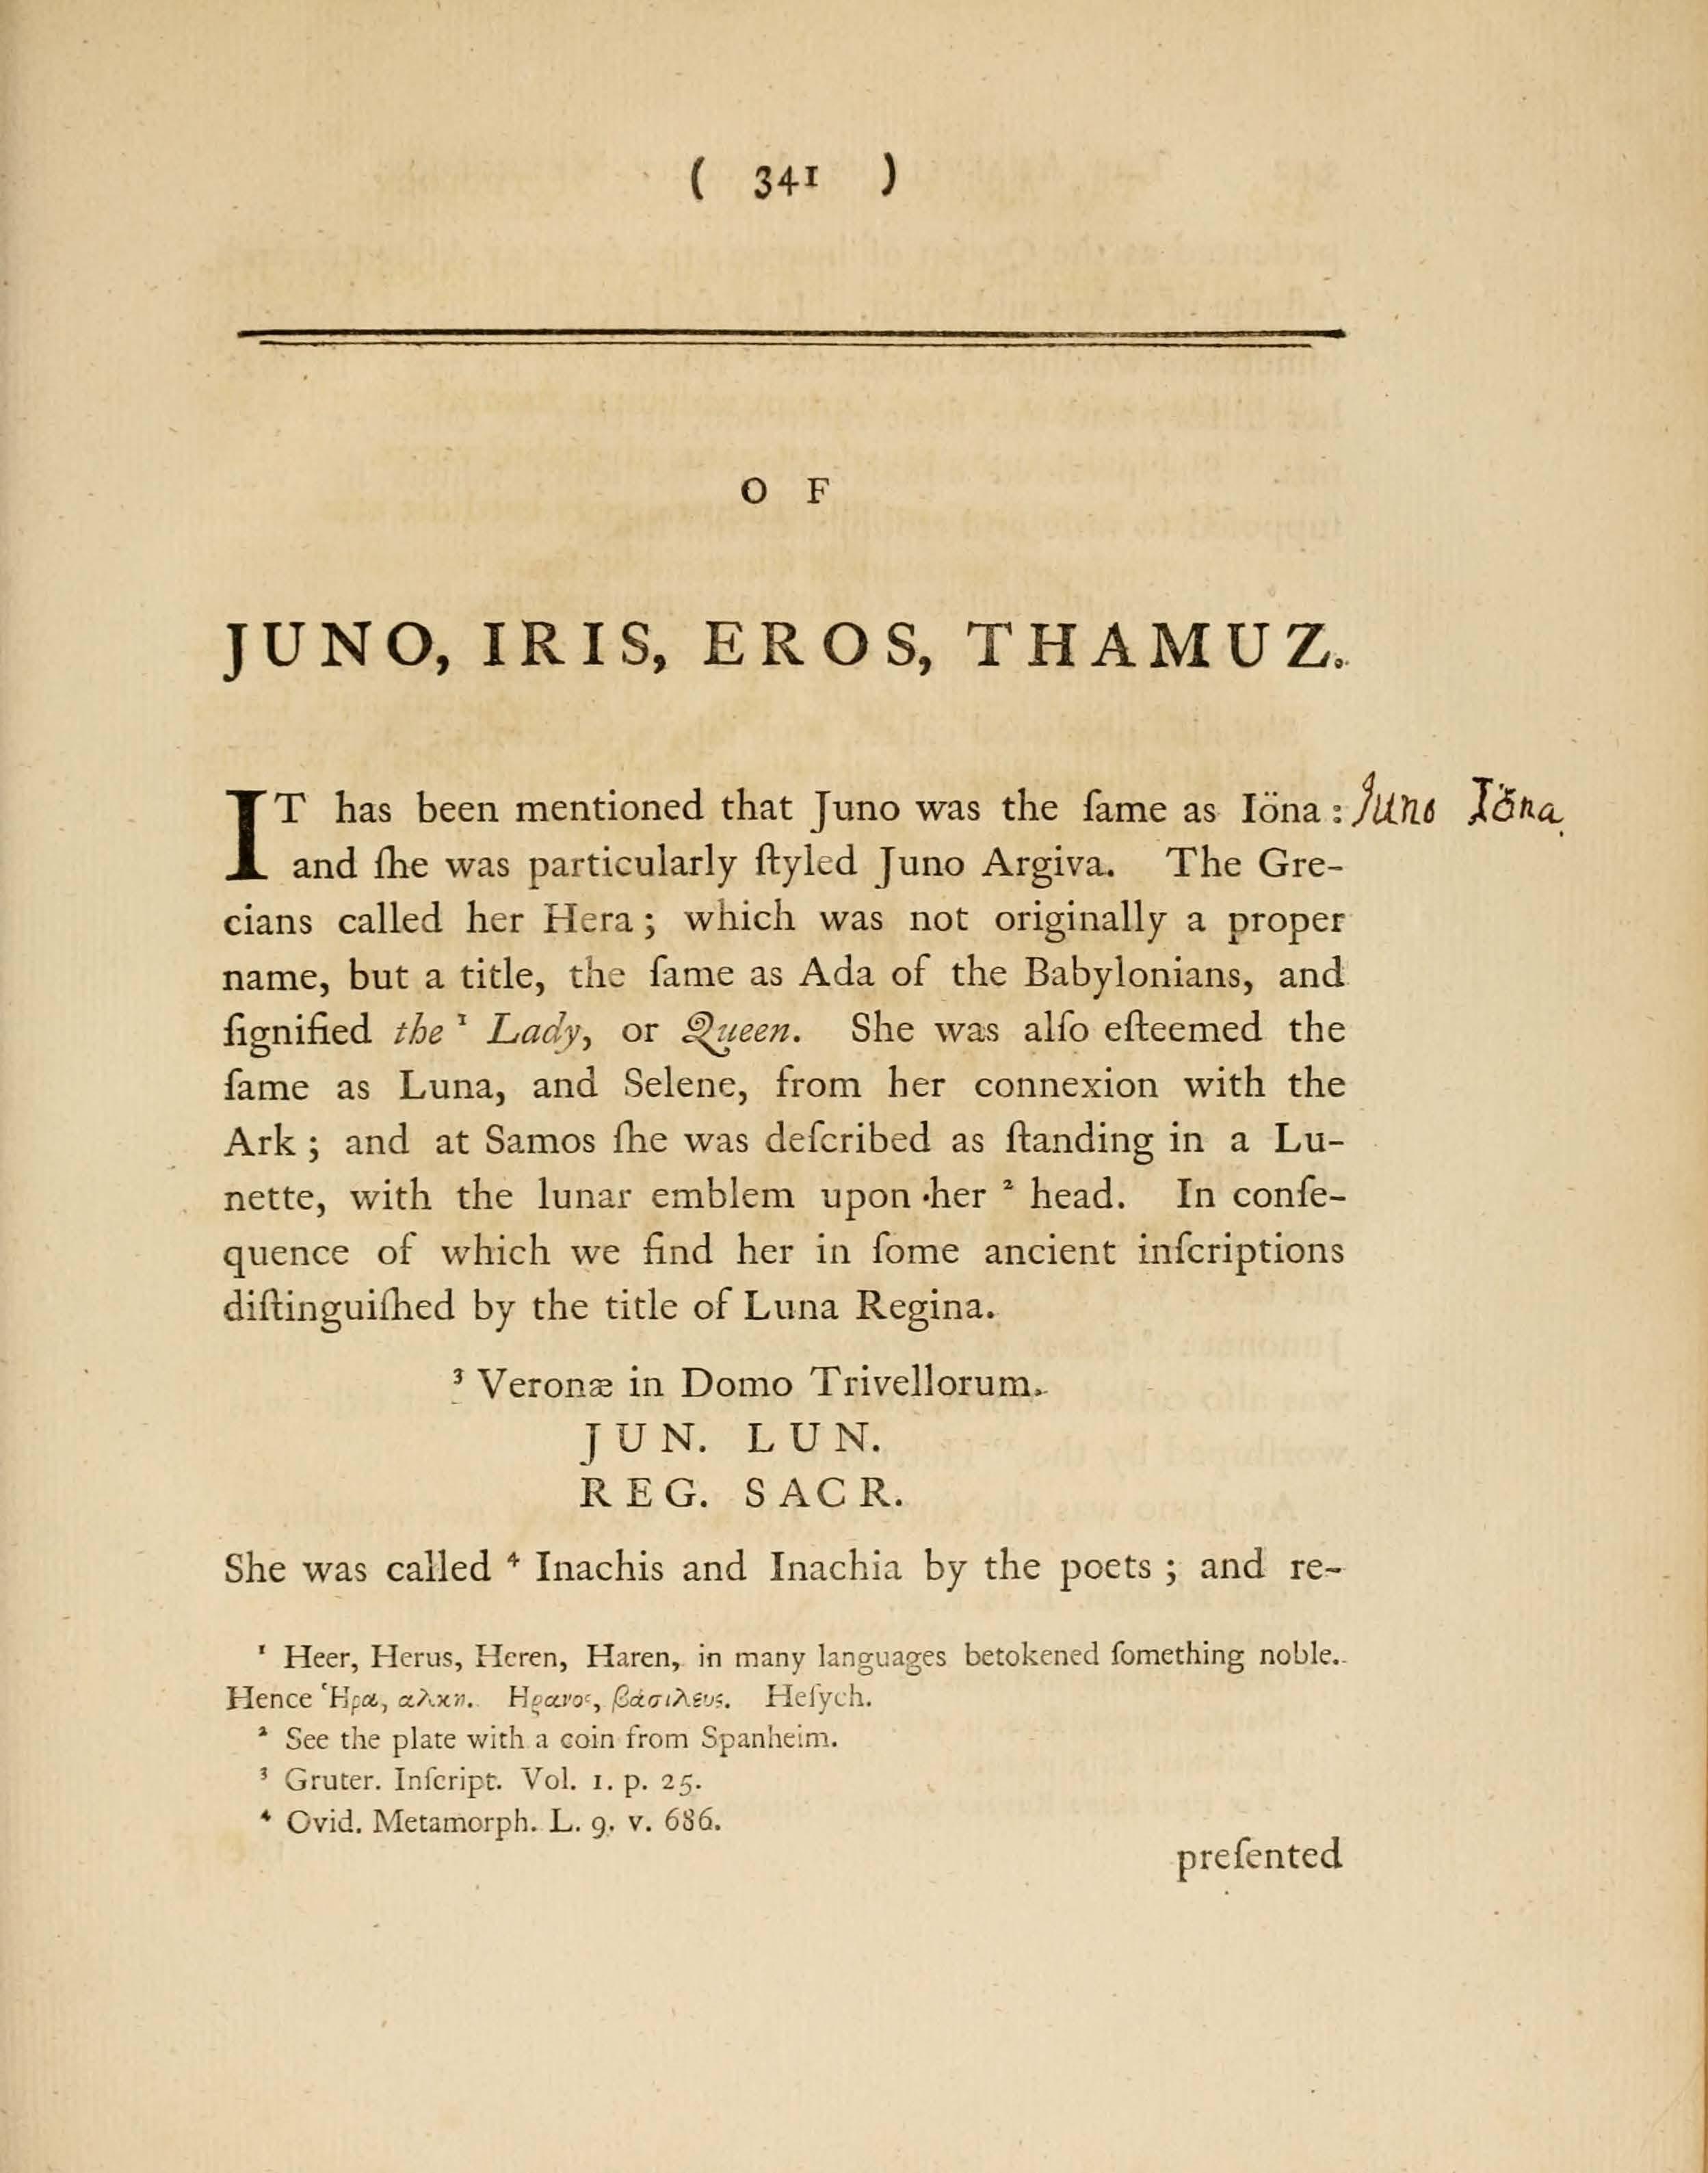 ( 341 )
O F
JUNO, IRIS, EROS, THAMUZ.
IT has been mentioned that Juno was the ſame as Iöna : Juno Iöna
and ſhe was particularly ſtyled Juno Argiva. The Gre-
cians called her Hera ; which was not originally a proper
name, but a title, the ſame as Ada of the Babylonians, and
ſignified the ¹ Lady, or Queen. She was alſo eſteemed the
ſame as Luna, and Selene, from her connexion with the
Ark ; and at Samos ſhe was deſcribed as ſtanding in a Lu-
nette, with the lunar emblem upon her ² head. In conſe-
quence of which we find her in ſome ancient inſcriptions
diſtinguiſhed by the title of Luna Regina.
³ Veronæ in Domo Trivellorum.
JUN. LUN.
REG. SACR.
She was called ⁴ Inachis and Inachia by the poets ; and re-
¹ Heer, Herus, Heren, Haren, in many languages betokened ſomething noble.
Hence Ἡρα, αλκη. Ηρανος, βάσιλευς. Heſych.
² See the plate with a coin from Spanheim.
³ Gruter. Inſcript. Vol. 1. p. 25.
⁴ Ovid. Metamorph. L. 9. v. 686.
preſented